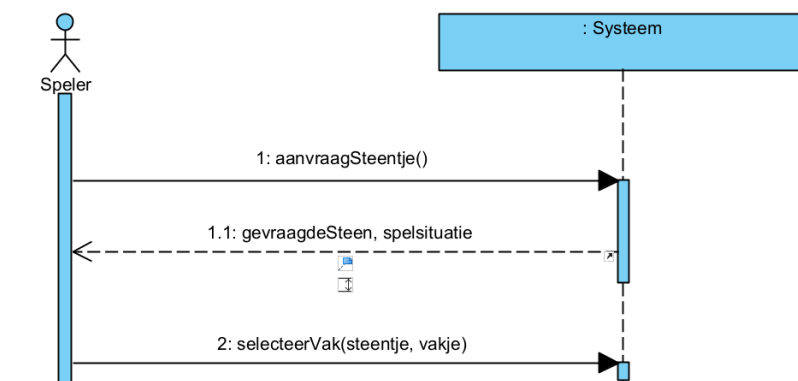 : Systeem
Speler
1: aanvraagSteentje()
1.1: gevraagdeSteen, spelsituatie
2: selecteerVak(steentje, vakje)